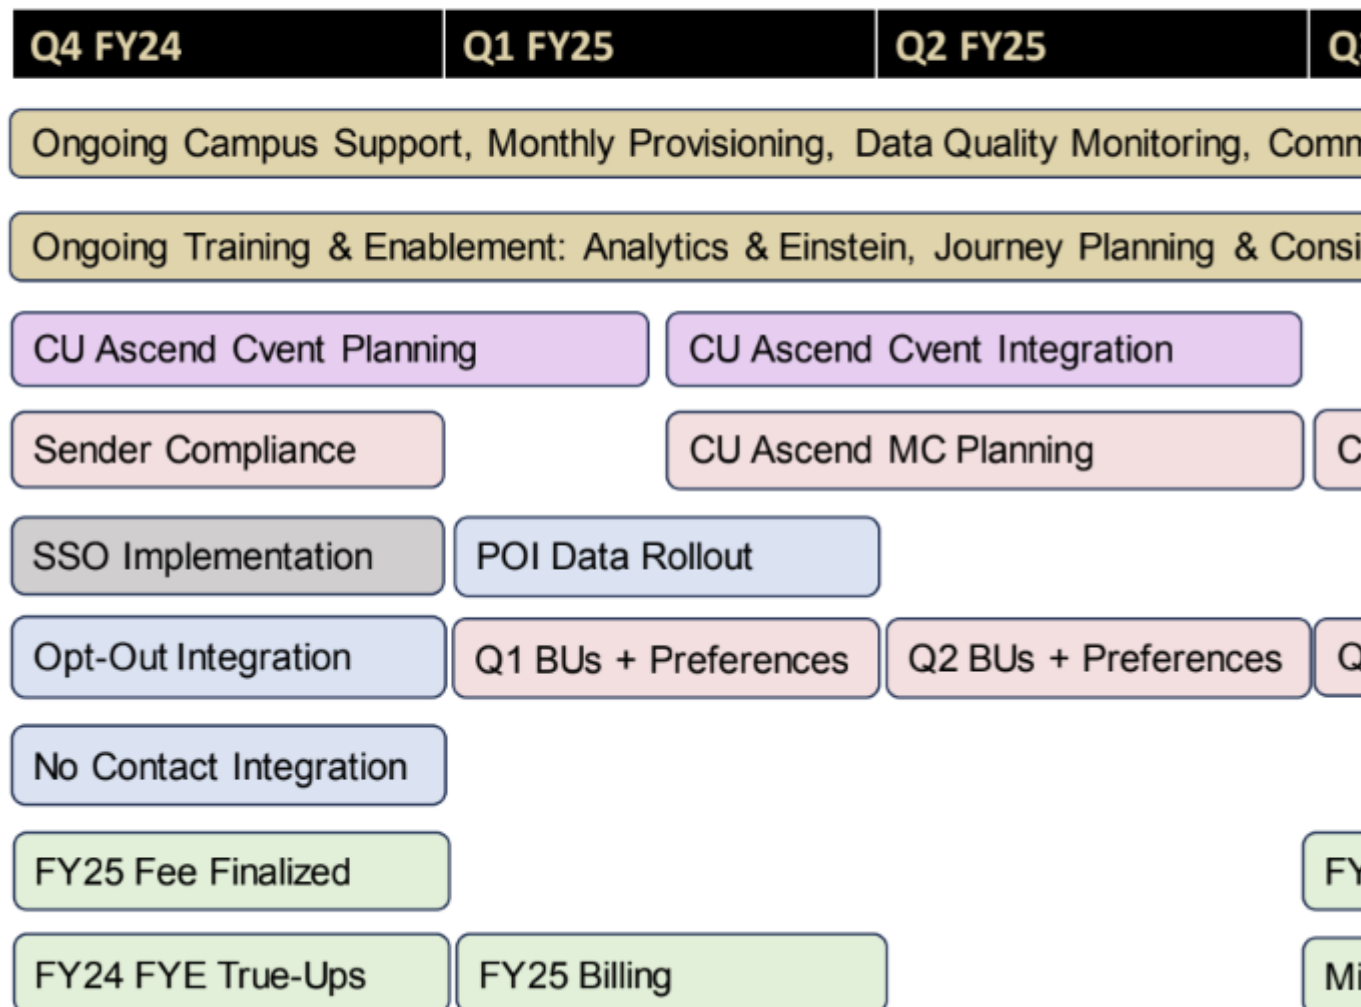 Q4 FY24
Q1 FY25
Q2 FY25
Ongoing Campus Support, Monthly Provisioning, Data Quality Monitoring,
Ongoing Training & Enablement: Analytics & Einstein, Journey Planning &
CU Ascend Cvent Planning
CU Ascend Cvent Integration
Sender Compliance
CU Ascend MC Planning
SSO Implementation
POI Data Rollout
Opt-Out Integration
Q1 BUs + Preferences
Q2 BUs + Preferences
No Contact Integration
FY25 Fee Finalized
FY24 FYE True-Ups
FY25 Billing